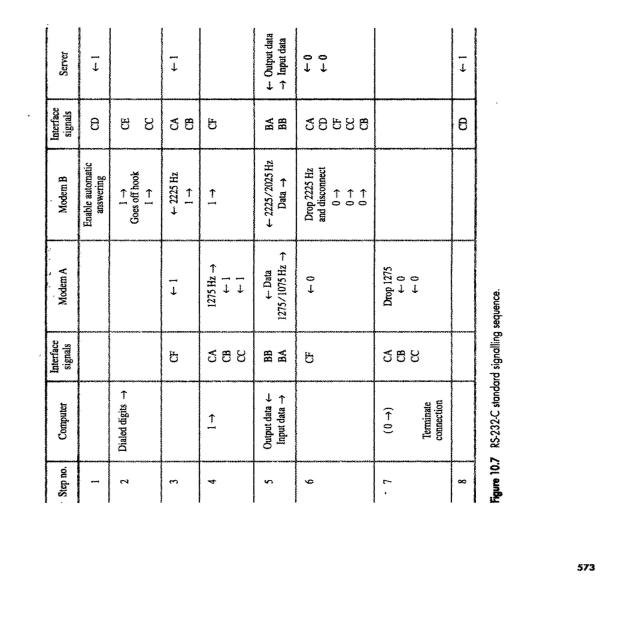 Step no.
Computer
Interface
signals
Modem A
Modem B
Interface
signals
Server
1
Enable automatic
answering
CD
← 1
2
Dialed digits →
1 →
Goes off hook
1 →
CE
CC
3
CF
← 1
← 2225 Hz
1 →
CA
CB
← 1
4
1 →
CA
CB
CC
1275 Hz →
← 1
← 1
1 →
CF
5
Output data ←
Input data →
BB
BA
← Data
1275/1075 Hz →
← 2225/2025 Hz
Data →
BA
BB
← Output data
→ Input data
6
CF
← 0
Drop 2225 Hz
and disconnect
0 →
0 →
0 →
CA
CD
CF
CC
CB
← 0
← 0
7
(0 →)
Terminate
connection
CA
CB
CC
Drop 1275
← 0
← 0
8
CD
← 1
Figure 10.7 RS-232-C standard signalling sequence.
573